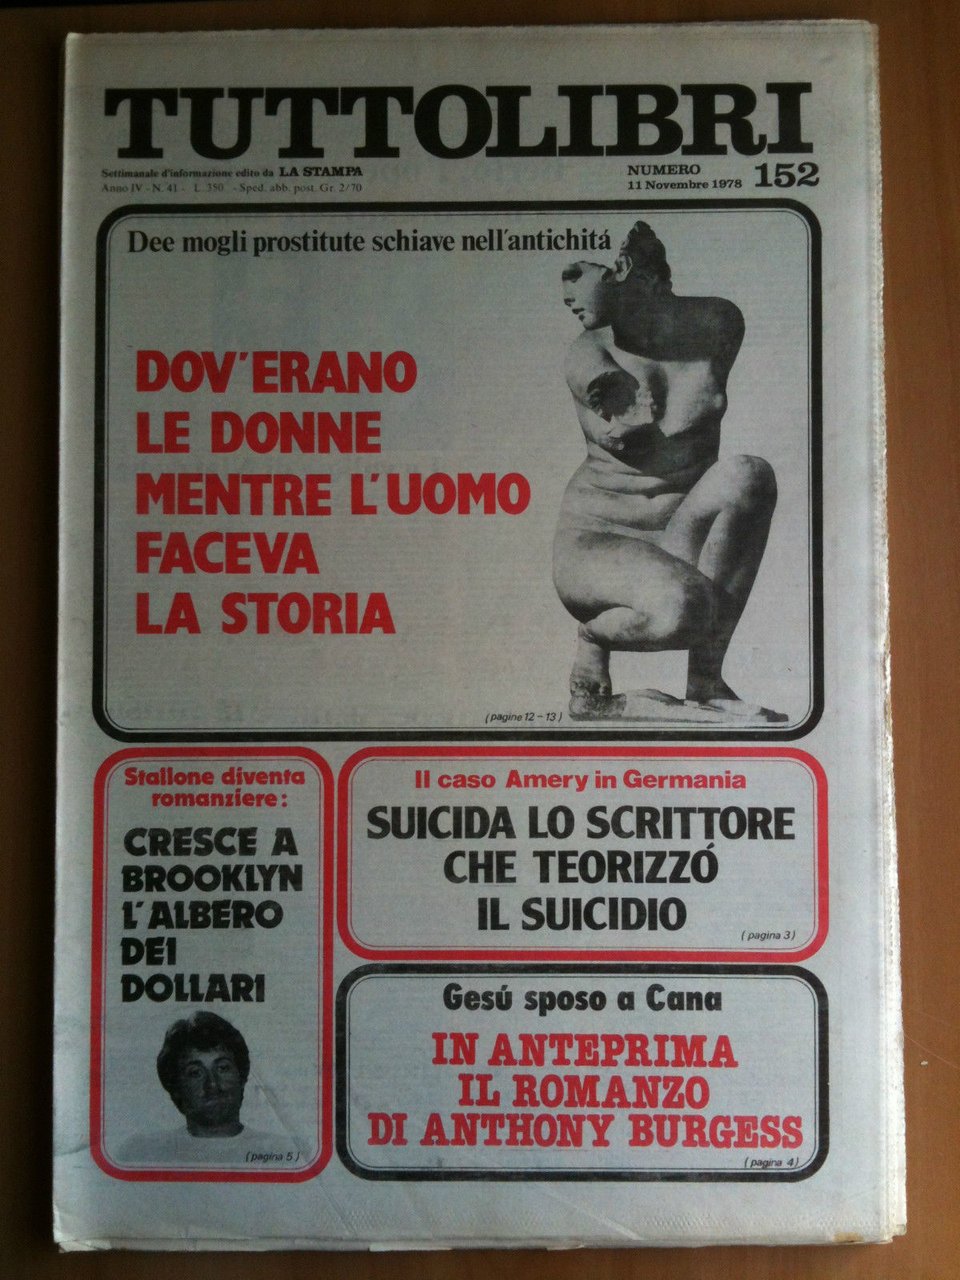 TUTTOLIBRI
Settimanale d'informazione edito da LA STAMPA
Anno IV - N. 41 - L. 350 - Sped. abb. post. Gr. 2/70
NUMERO
11 Novembre 1978
152
Dee mogli prostitute schiave nell'antichitá
DOV'ERANO
LE DONNE
MENTRE L'UOMO
FACEVA
LA STORIA
(pagine 12-13)
Stallone diventa
romanziere:
CRESCE A
BROOKLYN
L'ALBERO
DEI
DOLLARI
(pagina 5)
Il caso Amery in Germania
SUICIDA LO SCRITTORE
CHE TEORIZZÓ
IL SUICIDIO
(pagina 3)
Gesú sposo a Cana
IN ANTEPRIMA
IL ROMANZO
DI ANTHONY BURGESS
(pagina 4)